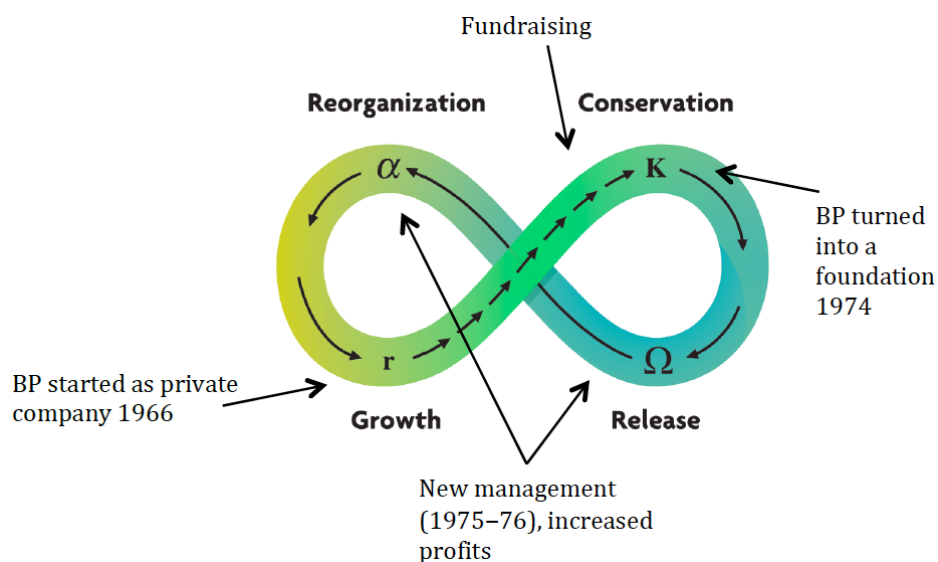 Fundraising
Reorganization
Conservation
α
K
BP turned
into a
foundation
1974
r
Ω
BP started as private
company 1966
Growth
Release
New management
(1975–76), increased
profits